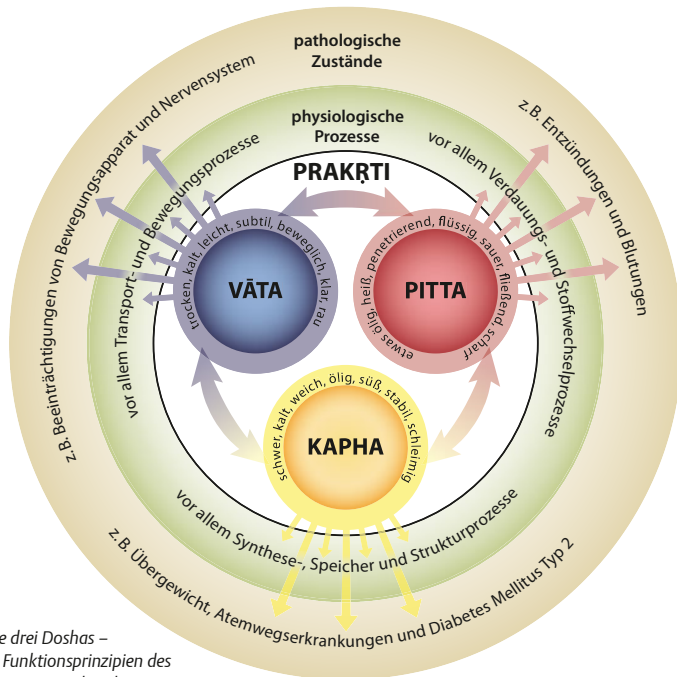 pathologische
Zustände
z.B. Beeinträchtigungen von Bewegungsapparat und Nervensystem
z.B. Entzündungen und Blutungen
physiologische
Prozesse
vor allem Transport- und Bewegungsprozesse
vor allem Verdauungs- und Stoffwechselprozesse
PRAKṚTI
trocken, kalt, leicht, subtil, beweglich, klar, rau
VĀTA
etwas ölig, heiß, penetrierend, flüssig, sauer, fließend, scharf
PITTA
schwer, kalt, weich, ölig, süß, stabil, schleimig
KAPHA
vor allem Synthese-, Speicher und Strukturprozesse
z.B. Übergewicht, Atemwegserkrankungen und Diabetes Mellitus Typ 2
drei Doshas –
Funktionsprinzipien des